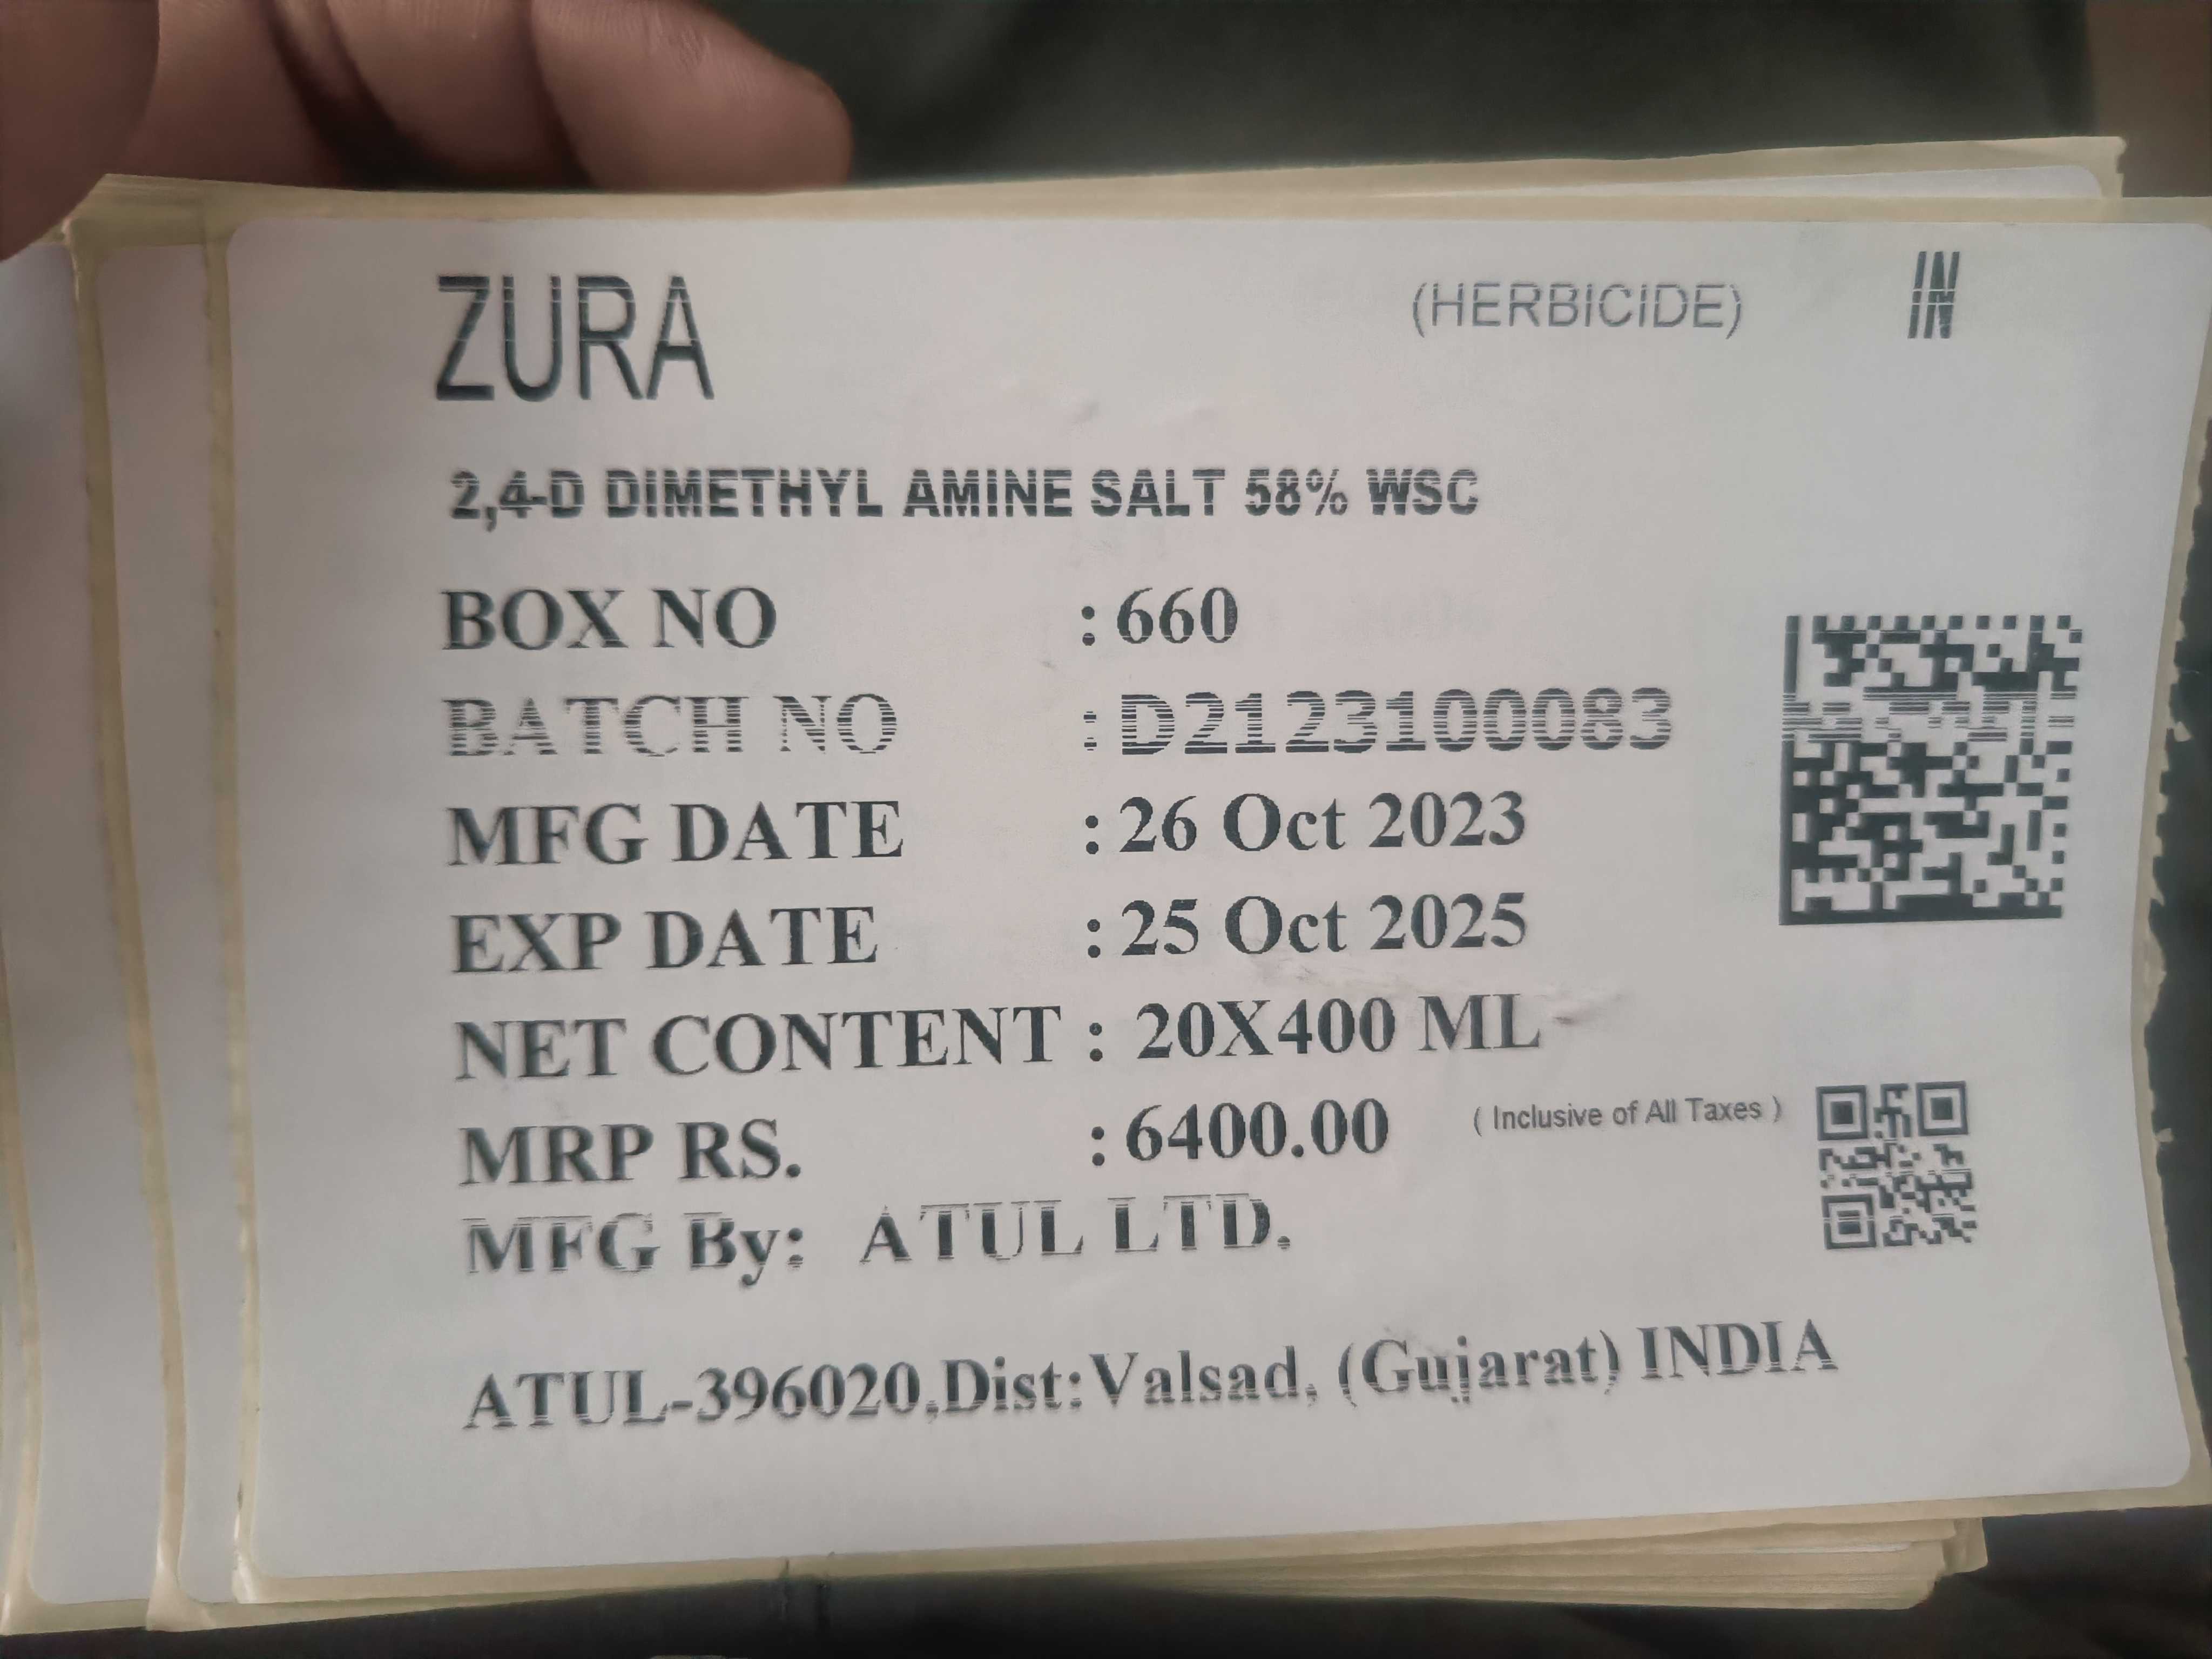 ZURA (HERBICIDE) IN
2,4-D DIMETHYL AMINE SALT 58% WSC
BOX NO : 660
BATCH NO : D2123100083
MFG DATE : 26 Oct 2023
EXP DATE : 25 Oct 2025
NET CONTENT : 20X400 ML
MRP RS. : 6400.00 ( Inclusive of All Taxes )
MFG By: ATUL LTD.
ATUL-396020,Dist:Valsad, (Gujarat) INDIA